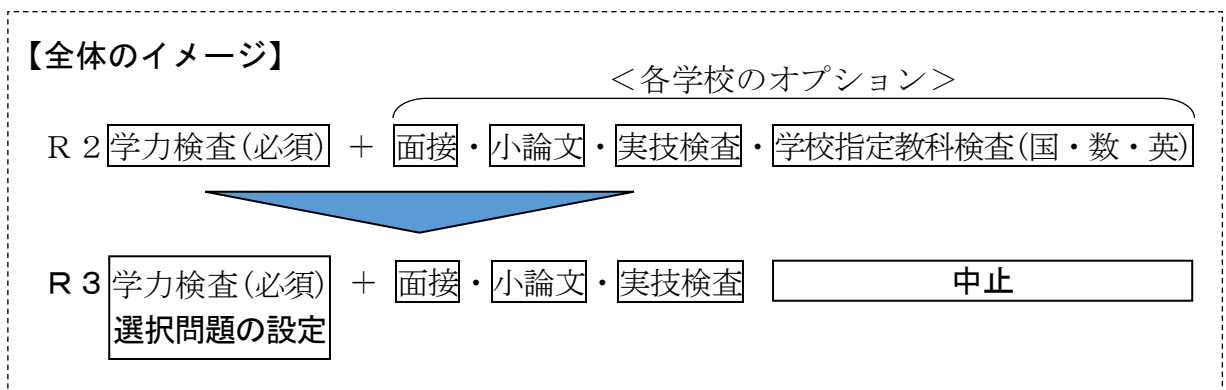 【全体のイメージ】
＜各学校のオプション＞
Ｒ２学力検査(必須) ＋ 面接・小論文・実技検査・学校指定教科検査(国・数・英)
Ｒ３学力検査(必須) ＋ 面接・小論文・実技検査 中止
選択問題の設定